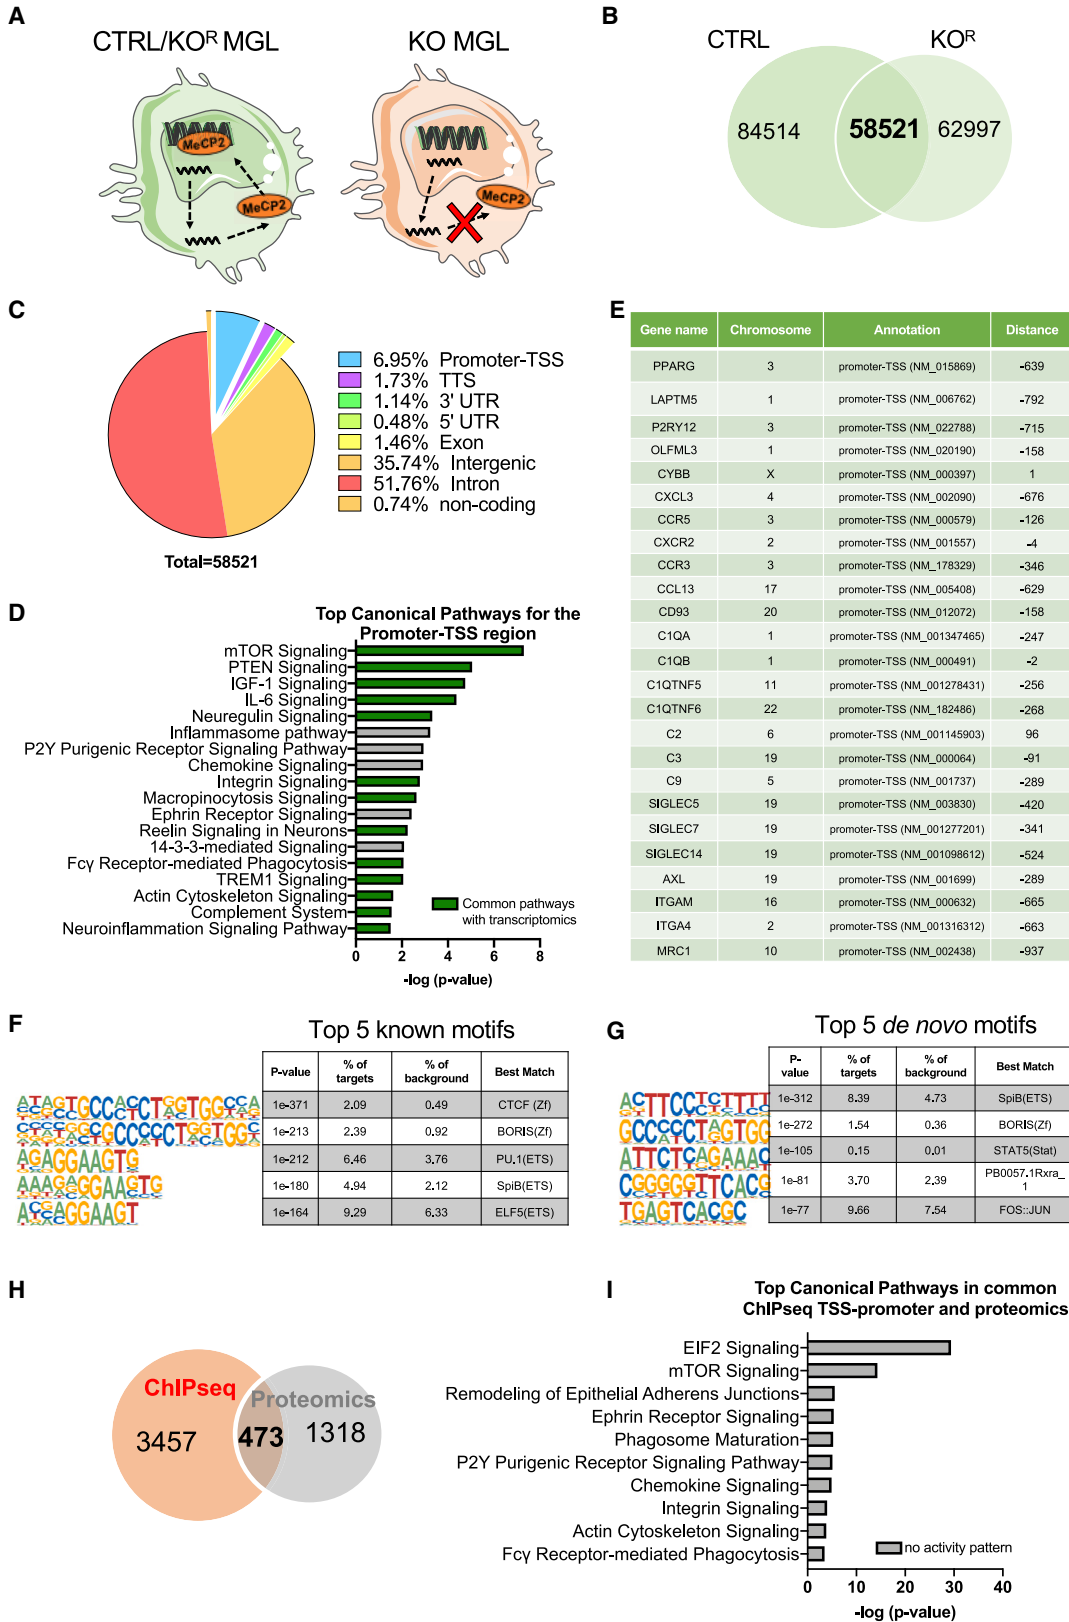 A
CTRL/KOᴿ MGL
KO MGL
MeCP2
MeCP2
MeCP2
B
CTRL
KOᴿ
84514
58521
62997
C
6.95% Promoter-TSS
1.73% TTS
1.14% 3' UTR
0.48% 5' UTR
1.46% Exon
35.74% Intergenic
51.76% Intron
0.74% non-coding
Total=58521
D
Top Canonical Pathways for the
Promoter-TSS region
mTOR Signaling
PTEN Signaling
IGF-1 Signaling
IL-6 Signaling
Neuregulin Signaling
Inflammasome pathway
P2Y Purigenic Receptor Signaling Pathway
Chemokine Signaling
Integrin Signaling
Macropinocytosis Signaling
Ephrin Receptor Signaling
Reelin Signaling in Neurons
14-3-3-mediated Signaling
Fcγ Receptor-mediated Phagocytosis
TREM1 Signaling
Actin Cytoskeleton Signaling
Complement System
Neuroinflammation Signaling Pathway
Common pathways
with transcriptomics
0 2 4 6 8
-log (p-value)
E
Gene name Chromosome Annotation Distance
PPARG 3 promoter-TSS (NM_015869) -639
LAPTM5 1 promoter-TSS (NM_006762) -792
P2RY12 3 promoter-TSS (NM_022788) -715
OLFML3 1 promoter-TSS (NM_020190) -158
CYBB X promoter-TSS (NM_000397) 1
CXCL3 4 promoter-TSS (NM_002090) -676
CCR5 3 promoter-TSS (NM_000579) -126
CXCR2 2 promoter-TSS (NM_001557) -4
CCR3 3 promoter-TSS (NM_178329) -346
CCL13 17 promoter-TSS (NM_005408) -629
CD93 20 promoter-TSS (NM_012072) -158
C1QA 1 promoter-TSS (NM_001347465) -247
C1QB 1 promoter-TSS (NM_000491) -2
C1QTNF5 11 promoter-TSS (NM_001278431) -256
C1QTNF6 22 promoter-TSS (NM_182486) -268
C2 6 promoter-TSS (NM_001145903) 96
C3 19 promoter-TSS (NM_000064) -91
C9 5 promoter-TSS (NM_001737) -289
SIGLEC5 19 promoter-TSS (NM_003830) -420
SIGLEC7 19 promoter-TSS (NM_001277201) -341
SIGLEC14 19 promoter-TSS (NM_001098612) -524
AXL 19 promoter-TSS (NM_001699) -289
ITGAM 16 promoter-TSS (NM_000632) -665
ITGA4 2 promoter-TSS (NM_001316312) -663
MRC1 10 promoter-TSS (NM_002438) -937
F
Top 5 known motifs
P-value % of targets % of background Best Match
1e-371 2.09 0.49 CTCF (Zf)
1e-213 2.39 0.92 BORIS(Zf)
AGAGGAAGTG 1e-212 6.46 3.76 PU.1(ETS)
AAAGAGGAAGTG 1e-180 4.94 2.12 SpiB(ETS)
1e-164 9.29 6.33 ELF5(ETS)
G
Top 5 de novo motifs
P-value % of targets % of background Best Match
ACTTCCTCTTTT 1e-312 8.39 4.73 SpiB(ETS)
GCCCCCTAGTGG 1e-272 1.54 0.36 BORIS(Zf)
ATTCTCAGAAAC 1e-105 0.15 0.01 STAT5(Stat)
CGGGGGTTCACG 1e-81 3.70 2.39 PB0057.1Rxra_1
TGAGTCACGC 1e-77 9.66 7.54 FOS::JUN
H
ChIPseq
Proteomics
3457
473
1318
I
Top Canonical Pathways in common
ChIPseq TSS-promoter and proteomics
EIF2 Signaling
mTOR Signaling
Remodeling of Epithelial Adherens Junctions
Ephrin Receptor Signaling
Phagosome Maturation
P2Y Purigenic Receptor Signaling Pathway
Chemokine Signaling
Integrin Signaling
Actin Cytoskeleton Signaling
Fcγ Receptor-mediated Phagocytosis
no activity pattern
0 10 20 30 40
-log (p-value)